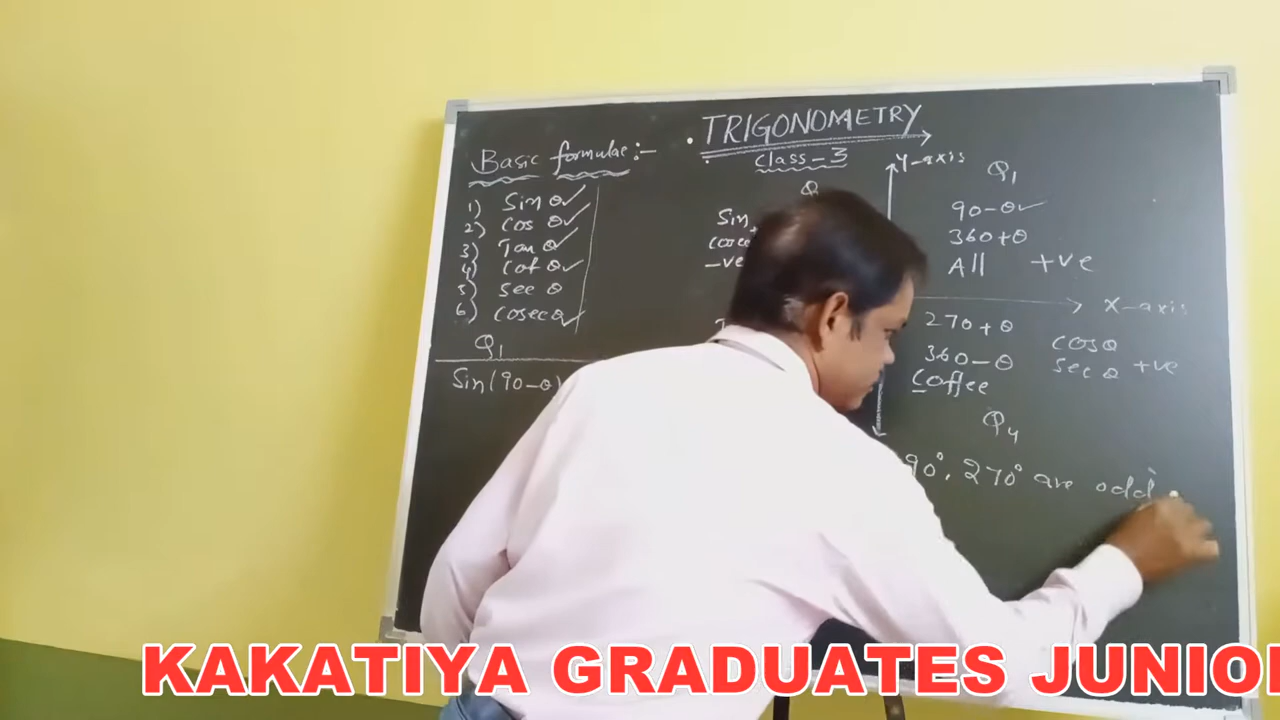 TRIGONOMETRY
class-3
Basic formulae:-
1) Sin θ✓
2) cos θ✓
3) Tan θ✓
4) Cot θ✓
5) sec θ
6) cosec θ✓
Q1
Sin(90-θ)
Q
Sin
cosec
-ve
T
Y-axis
Q1
90-θ✓
360+θ
All +ve
X-axis
270+θ
360-θ
Coffee
cosθ
sec θ +ve
Q4
90°, 270° are odd
KAKATIYA GRADUATES JUNIO